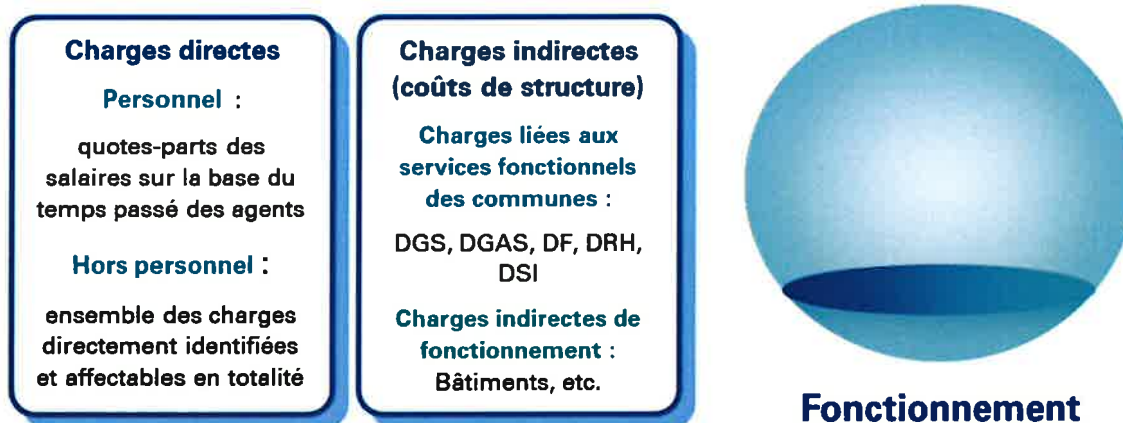 Charges directes
Personnel :
quotes-parts des
salaires sur la base du
temps passé des agents
Hors personnel :
ensemble des charges
directement identifiées
et affectables en totalité
Charges indirectes
(coûts de structure)
Charges liées aux
services fonctionnels
des communes :
DGS, DGAS, DF, DRH,
DSI
Charges indirectes de
fonctionnement :
Bâtiments, etc.
Fonctionnement